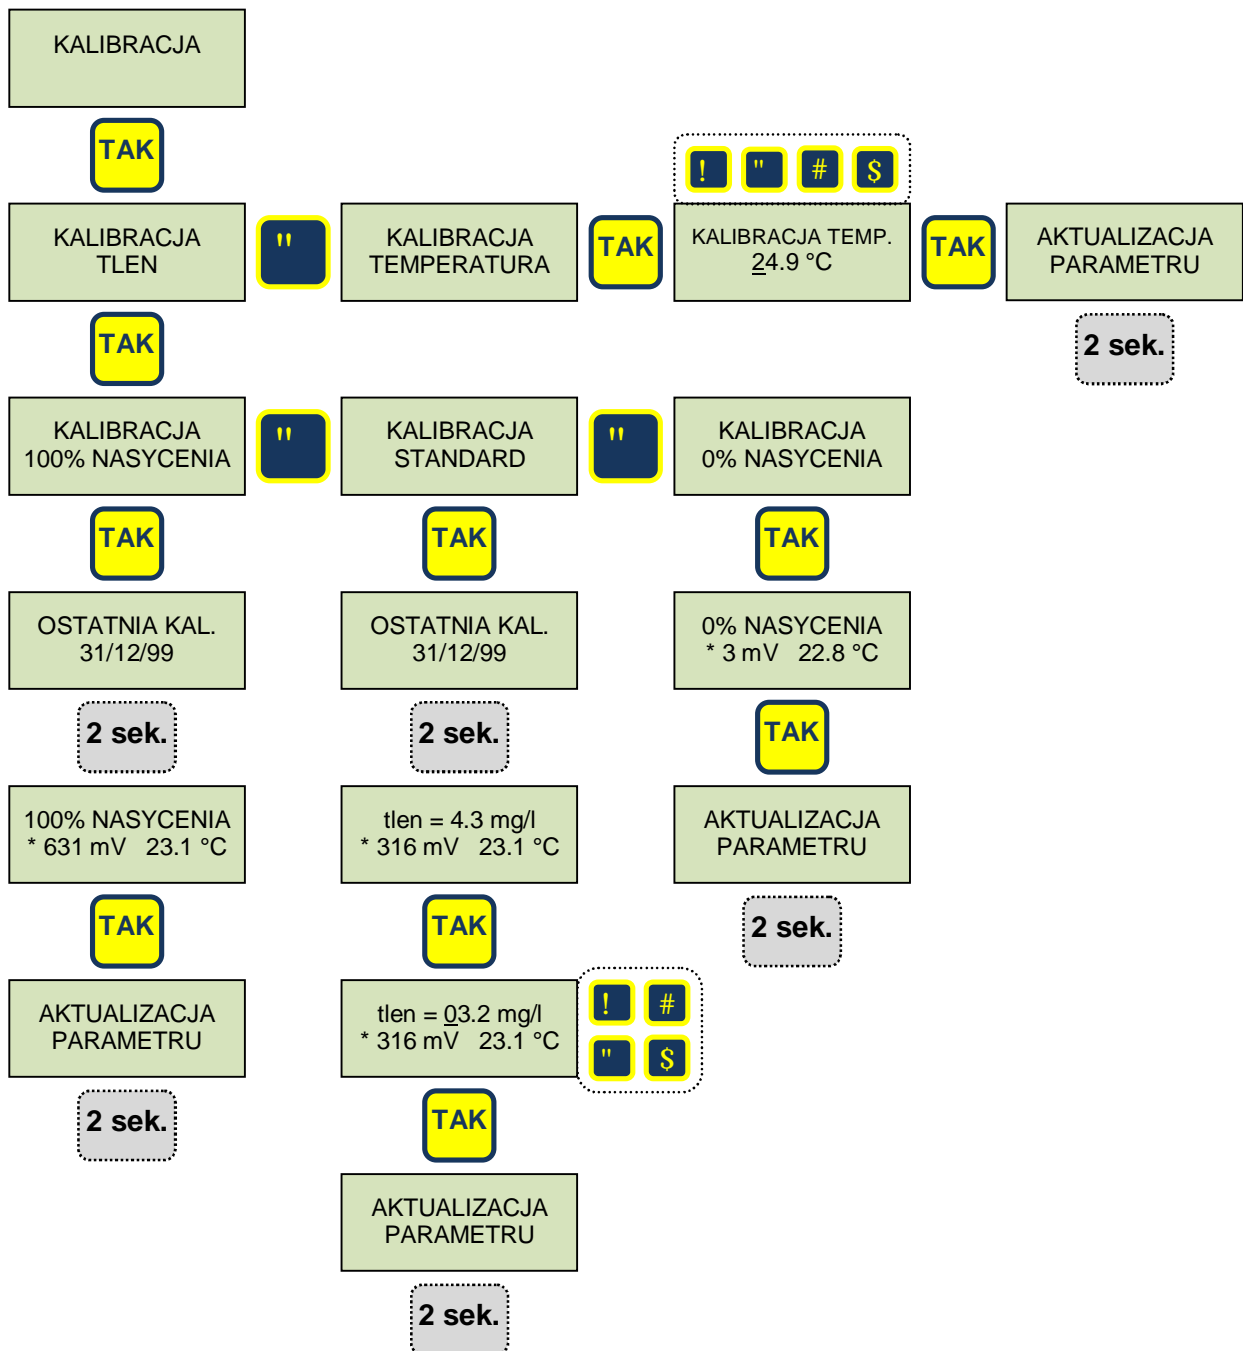 KALIBRACJA
TAK
! " # $
KALIBRACJA
TLEN
"
KALIBRACJA
TEMPERATURA
TAK
KALIBRACJA TEMP.
24.9 °C
TAK
AKTUALIZACJA
PARAMETRU
TAK
2 sek.
KALIBRACJA
100% NASYCENIA
"
KALIBRACJA
STANDARD
"
KALIBRACJA
0% NASYCENIA
TAK
TAK
TAK
OSTATNIA KAL.
31/12/99
OSTATNIA KAL.
31/12/99
0% NASYCENIA
* 3 mV 22.8 °C
2 sek.
2 sek.
TAK
100% NASYCENIA
* 631 mV 23.1 °C
tlen = 4.3 mg/l
* 316 mV 23.1 °C
AKTUALIZACJA
PARAMETRU
TAK
TAK
2 sek.
AKTUALIZACJA
PARAMETRU
tlen = 03.2 mg/l
* 316 mV 23.1 °C
! #
" $
2 sek.
TAK
AKTUALIZACJA
PARAMETRU
2 sek.